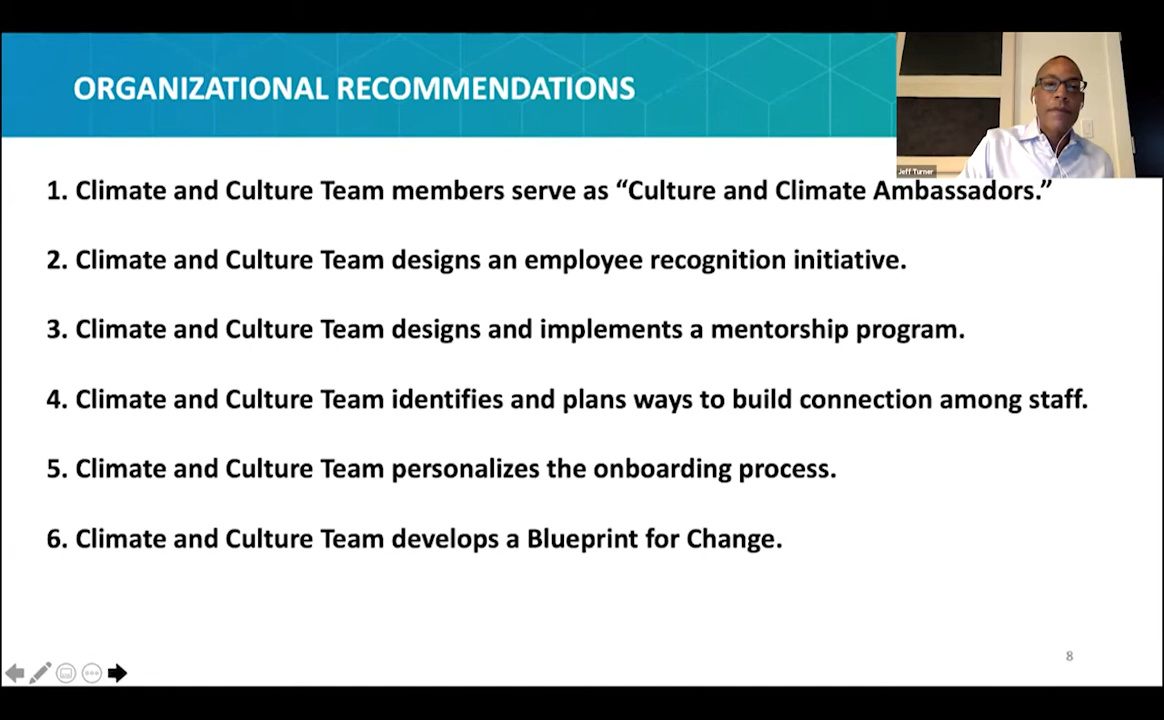 ORGANIZATIONAL RECOMMENDATIONS
Jeff Turner
1. Climate and Culture Team members serve as “Culture and Climate Ambassadors.”
2. Climate and Culture Team designs an employee recognition initiative.
3. Climate and Culture Team designs and implements a mentorship program.
4. Climate and Culture Team identifies and plans ways to build connection among staff.
5. Climate and Culture Team personalizes the onboarding process.
6. Climate and Culture Team develops a Blueprint for Change.
8